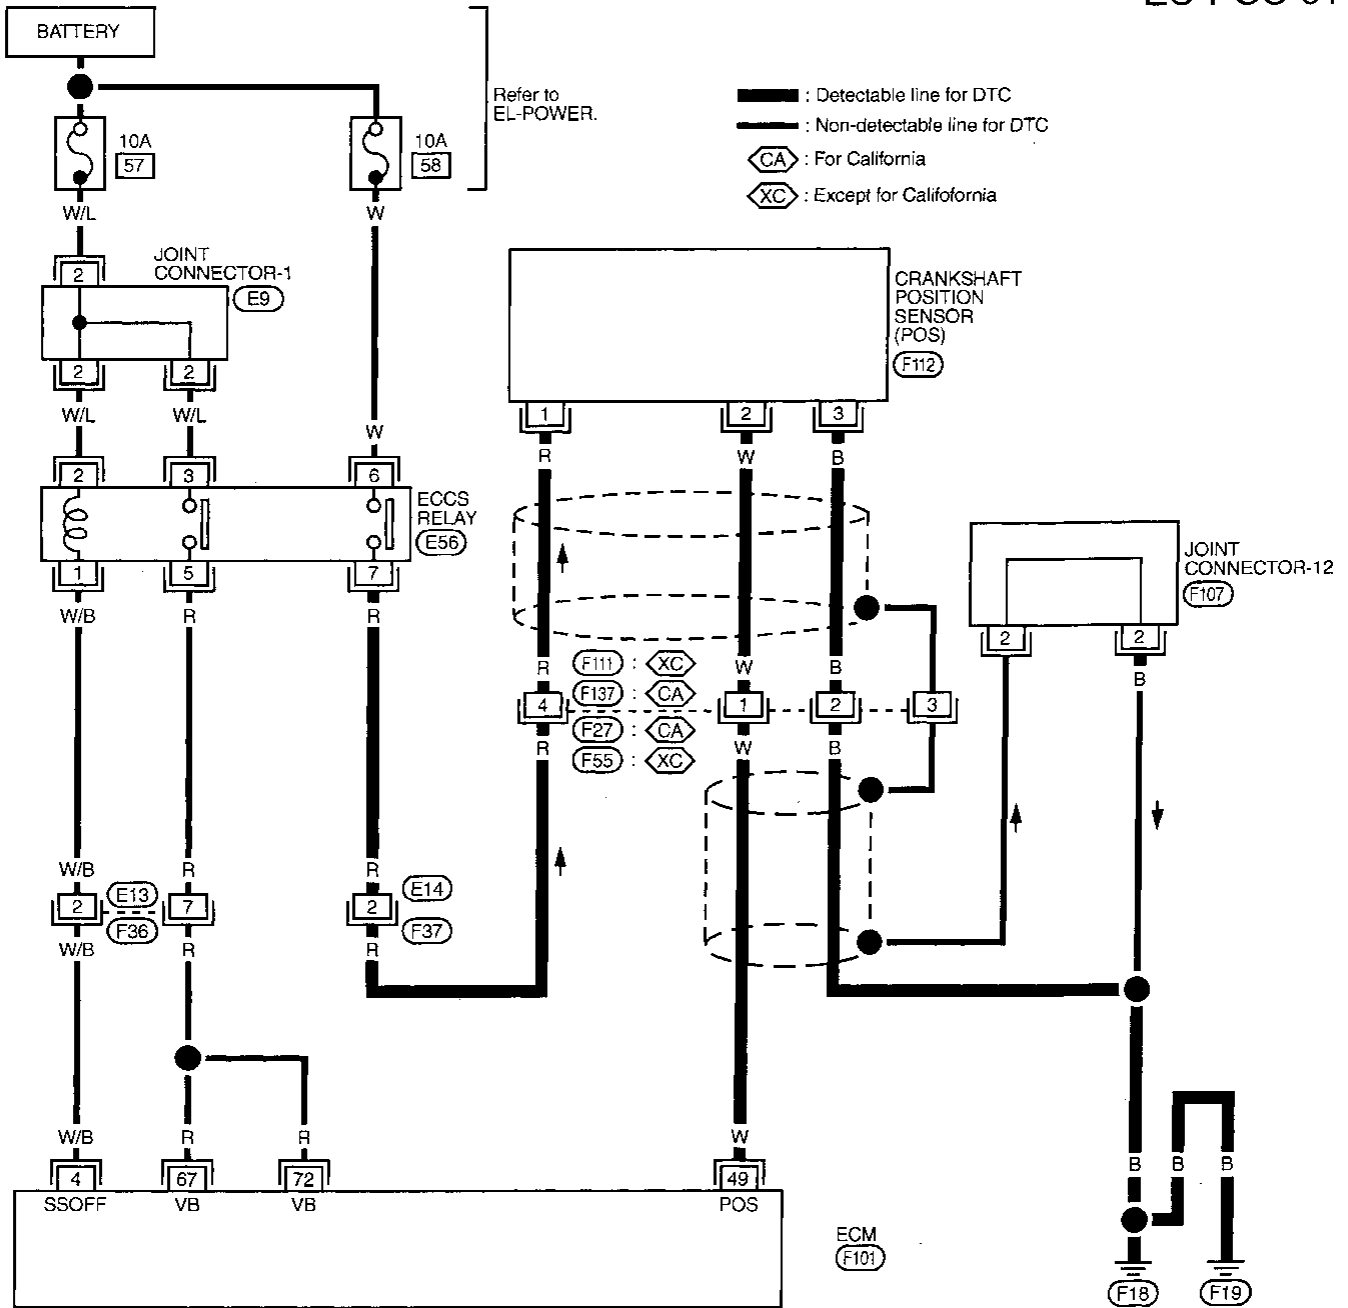 BATTERY
Refer to
EL-POWER.
: Detectable line for DTC
: Non-detectable line for DTC
CA : For California
XC : Except for Califofornia
10A
57
10A
58
W/L
W
JOINT
CONNECTOR-1
E9
2
2
2
W/L
W/L
W
CRANKSHAFT
POSITION
SENSOR
(POS)
F112
1
2
3
R
W
B
2
3
6
ECCS
RELAY
E56
1
5
7
W/B
R
R
JOINT
CONNECTOR-12
F107
2
2
B
R
F111 : XC
W
B
F137 : CA
4
1
2
3
F27 : CA
R
W
B
F55 : XC
W/B
R
R
E13
E14
2
7
2
F36
F37
W/B
R
R
W/B
R
R
W
B
B
B
4
67
72
49
SSOFF
VB
VB
POS
ECM
F101
F18
F19